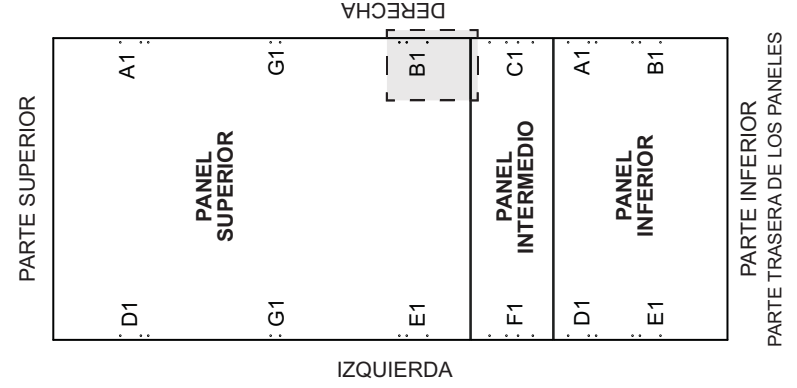 DERECHA
A1
G1
B1
C1
A1
B1
PARTE SUPERIOR
PANEL
SUPERIOR
PANEL
INTERMEDIO
PANEL
INFERIOR
PARTE INFERIOR
PARTE TRASERA DE LOS PANELES
D1
G1
E1
F1
D1
E1
IZQUIERDA